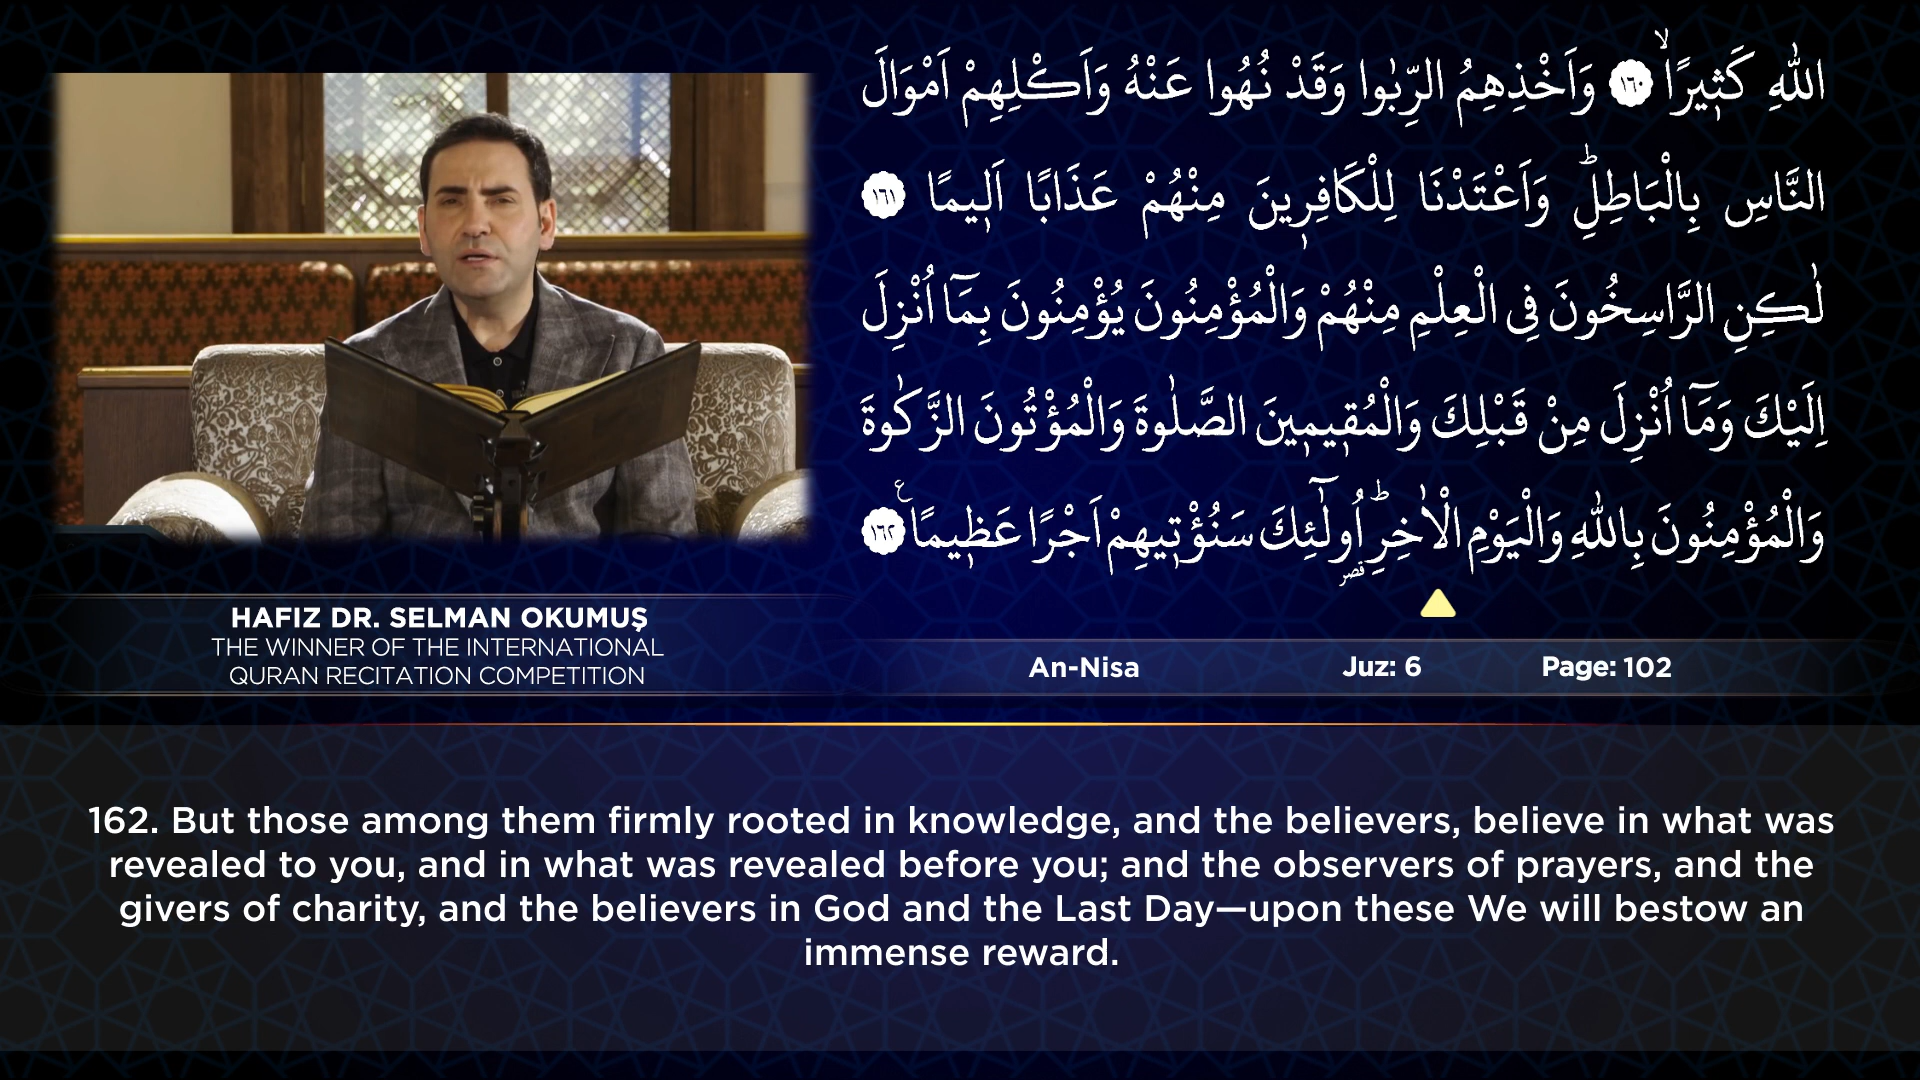 اللّٰهِ كَثٖيرًاۙ ﴿١٦٠﴾ وَاَخْذِهِمُ الرِّبٰوا وَقَدْ نُهُوا عَنْهُ وَاَكْلِهِمْ اَمْوَالَ
النَّاسِ بِالْبَاطِلِؕ وَاَعْتَدْنَا لِلْكَافِرٖينَ مِنْهُمْ عَذَابًا اَلٖيمًا ﴿١٦١﴾
لٰكِنِ الرَّاسِخُونَ فِى الْعِلْمِ مِنْهُمْ وَالْمُؤْمِنُونَ يُؤْمِنُونَ بِمَٓا اُنْزِلَ
اِلَيْكَ وَمَٓا اُنْزِلَ مِنْ قَبْلِكَ وَالْمُقٖيمٖينَ الصَّلٰوةَ وَالْمُؤْتُونَ الزَّكٰوةَ
وَالْمُؤْمِنُونَ بِاللّٰهِ وَالْيَوْمِ الْاٰخِرِؕ اُولٰٓئِكَ قصر سَنُؤْتٖيهِمْ اَجْرًا عَظٖيمًا ع ﴿١٦٢﴾
HAFIZ DR. SELMAN OKUMUŞ
THE WINNER OF THE INTERNATIONAL
QURAN RECITATION COMPETITION
An-Nisa Juz: 6 Page: 102
162. But those among them firmly rooted in knowledge, and the believers, believe in what was
revealed to you, and in what was revealed before you; and the observers of prayers, and the
givers of charity, and the believers in God and the Last Day—upon these We will bestow an
immense reward.